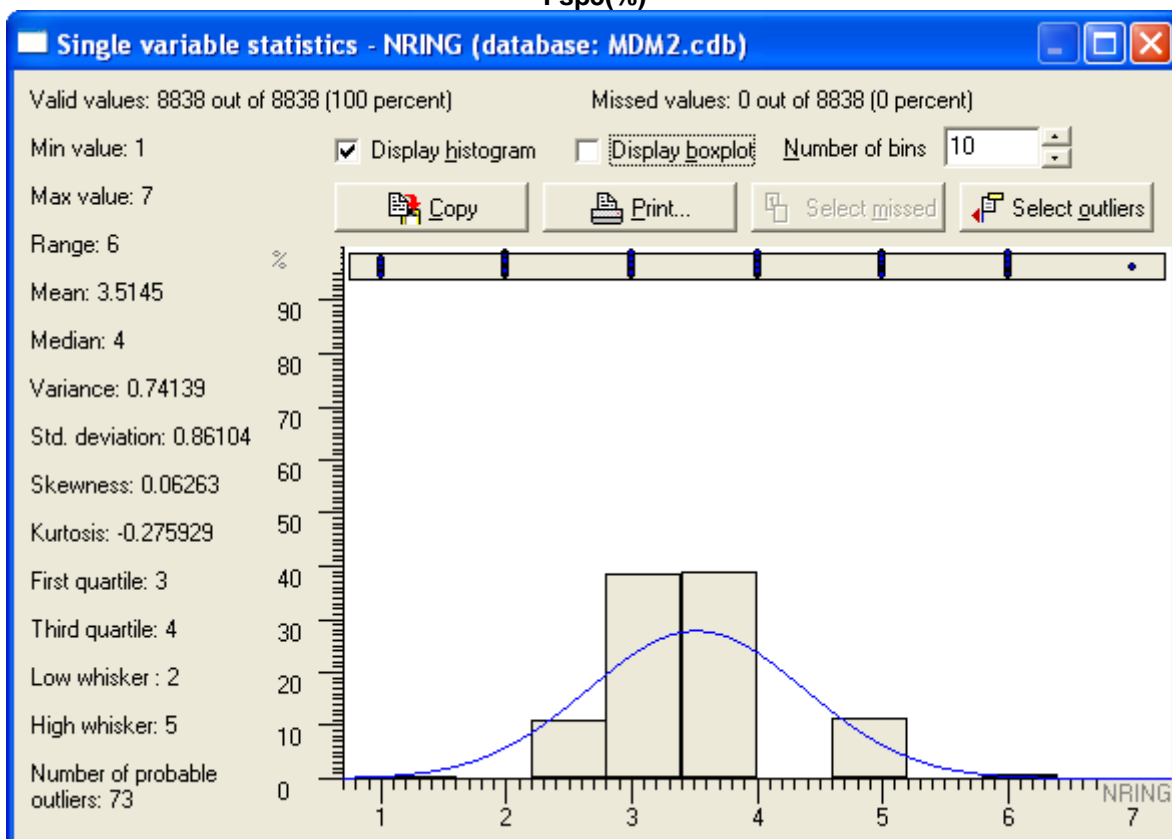 Single variable statistics - NRING (database: MDM2.cdb)
Valid values: 8838 out of 8838 (100 percent) Missed values: 0 out of 8838 (0 percent)
Min value: 1
Display histogram Display boxplot Number of bins 10
Max value: 7
Copy Print... Select missed Select outliers
Range: 6
Mean: 3.5145
Median: 4
Variance: 0.74139
Std. deviation: 0.86104
Skewness: 0.06263
Kurtosis: -0.275929
First quartile: 3
Third quartile: 4
Low whisker : 2
High whisker: 5
Number of probable
outliers: 73
%
90
80
70
60
50
40
30
20
10
0
1 2 3 4 5 6 7
NRING